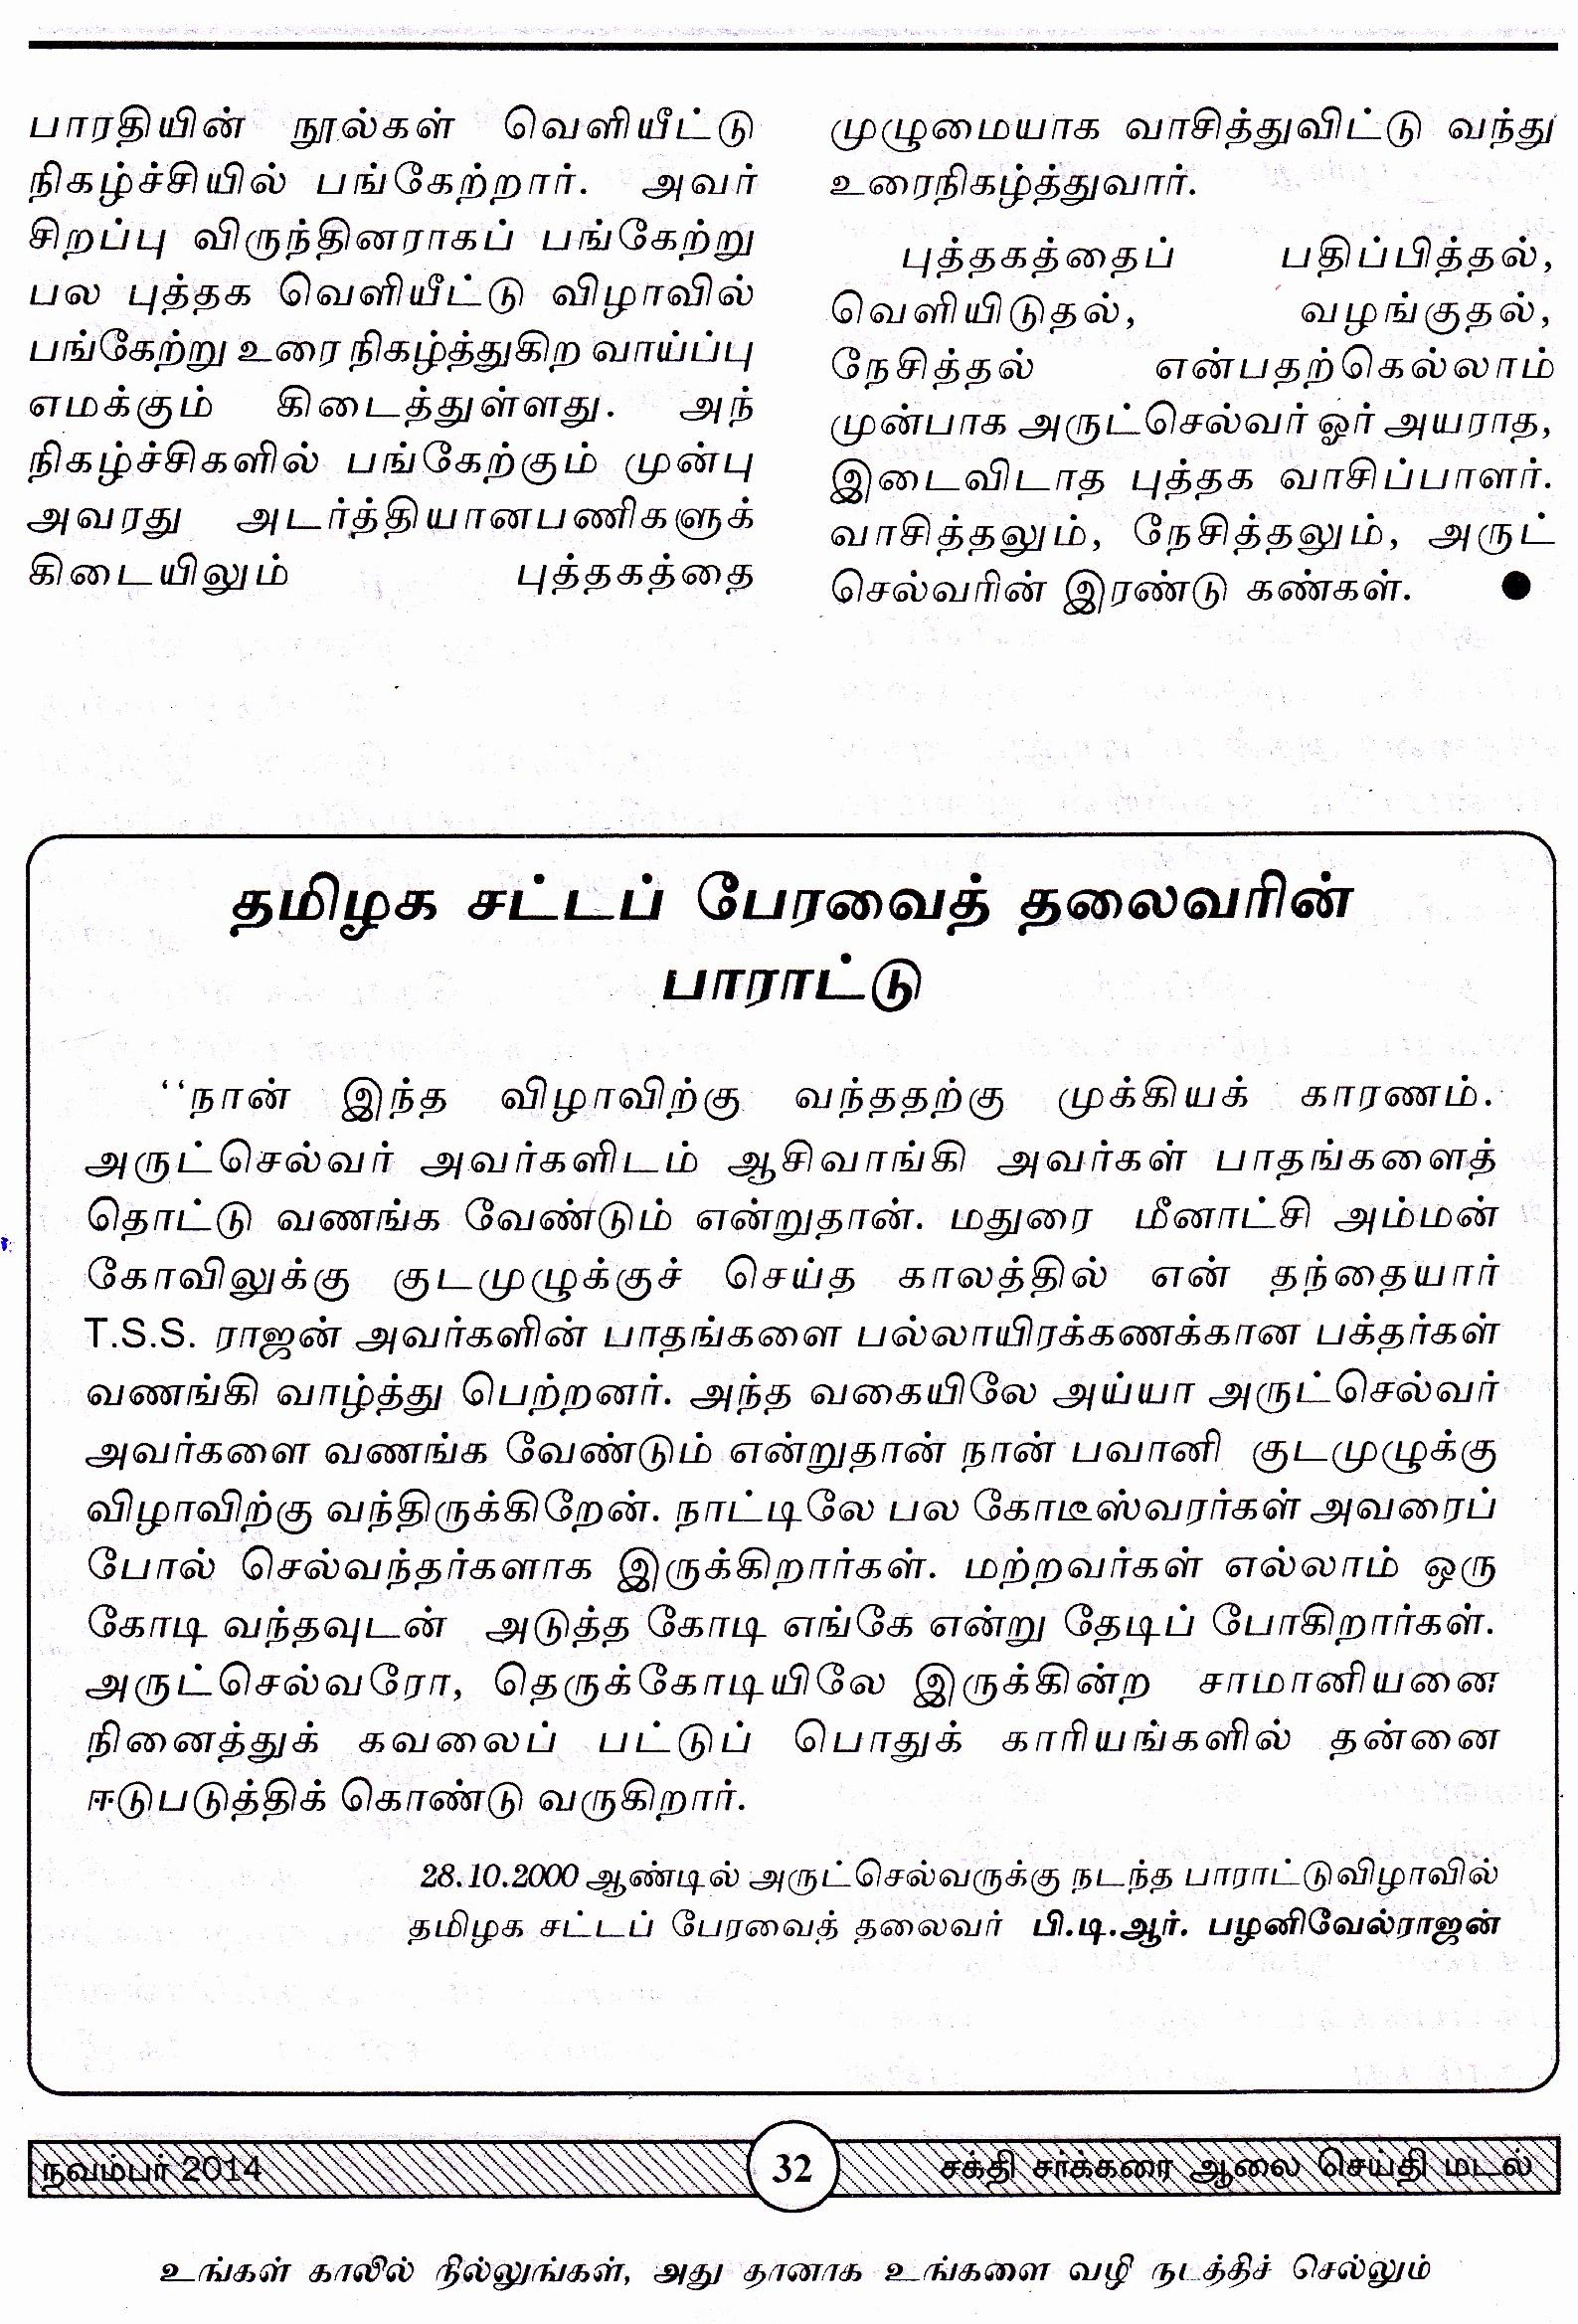 பாரதியின் நூல்கள் வெளியீட்டு
நிகழ்ச்சியில் பங்கேற்றார். அவர்
சிறப்பு விருந்தினராகப் பங்கேற்று
பல புத்தக வெளியீட்டு விழாவில்
பங்கேற்று உரை நிகழ்த்துகிற வாய்ப்பு
எமக்கும் கிடைத்துள்ளது. அந்
நிகழ்ச்சிகளில் பங்கேற்கும் முன்பு
அவரது அடர்த்தியானபணிகளுக்
கிடையிலும் புத்தகத்தை
முழுமையாக வாசித்துவிட்டு வந்து
உரைநிகழ்த்துவார்.
புத்தகத்தைப் பதிப்பித்தல்,
வெளியிடுதல், வழங்குதல்,
நேசித்தல் என்பதற்கெல்லாம்
முன்பாக அருட்செல்வர் ஓர் அயராத,
இடைவிடாத புத்தக வாசிப்பாளர்.
வாசித்தலும், நேசித்தலும், அருட்
செல்வரின் இரண்டு கண்கள். ●
தமிழக சட்டப் பேரவைத் தலைவரின்
பாராட்டு
‘‘நான் இந்த விழாவிற்கு வந்ததற்கு முக்கியக் காரணம்.
அருட்செல்வர் அவர்களிடம் ஆசிவாங்கி அவர்கள் பாதங்களைத்
தொட்டு வணங்க வேண்டும் என்றுதான். மதுரை மீனாட்சி அம்மன்
கோவிலுக்கு குடமுழுக்குச் செய்த காலத்தில் என் தந்தையார்
T.S.S. ராஜன் அவர்களின் பாதங்களை பல்லாயிரக்கணக்கான பக்தர்கள்
வணங்கி வாழ்த்து பெற்றனர். அந்த வகையிலே அய்யா அருட்செல்வர்
அவர்களை வணங்க வேண்டும் என்றுதான் நான் பவானி குடமுழுக்கு
விழாவிற்கு வந்திருக்கிறேன். நாட்டிலே பல கோடீஸ்வரர்கள் அவரைப்
போல் செல்வந்தர்களாக இருக்கிறார்கள். மற்றவர்கள் எல்லாம் ஒரு
கோடி வந்தவுடன் அடுத்த கோடி எங்கே என்று தேடிப் போகிறார்கள்.
அருட்செல்வரோ, தெருக்கோடியிலே இருக்கின்ற சாமானியனை
நினைத்துக் கவலைப் பட்டுப் பொதுக் காரியங்களில் தன்னை
ஈடுபடுத்திக் கொண்டு வருகிறார்.
28.10.2000 ஆண்டில் அருட்செல்வருக்கு நடந்த பாராட்டுவிழாவில்
தமிழக சட்டப் பேரவைத் தலைவர் பி.டி.ஆர். பழனிவேல்ராஜன்
நவம்பர் 2014 32 சக்தி சர்க்கரை ஆலை செய்தி மடல்
உங்கள் காலில் நில்லுங்கள், அது தானாக உங்களை வழி நடத்திச் செல்லும்